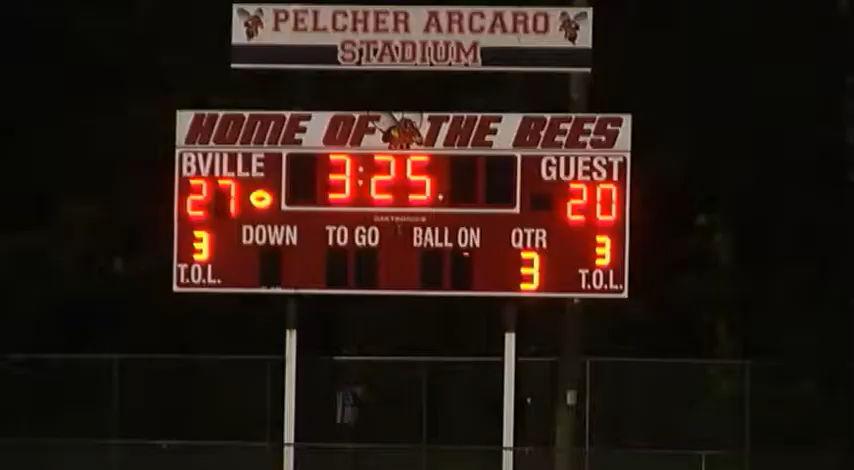 PELCHER ARCARO
STADIUM
HOME OF THE BEES
BVILLE 3:25. GUEST
27 20
DAKTRONICS
DOWN TO GO BALL ON QTR
3 3 3
T.O.L. T.O.L.